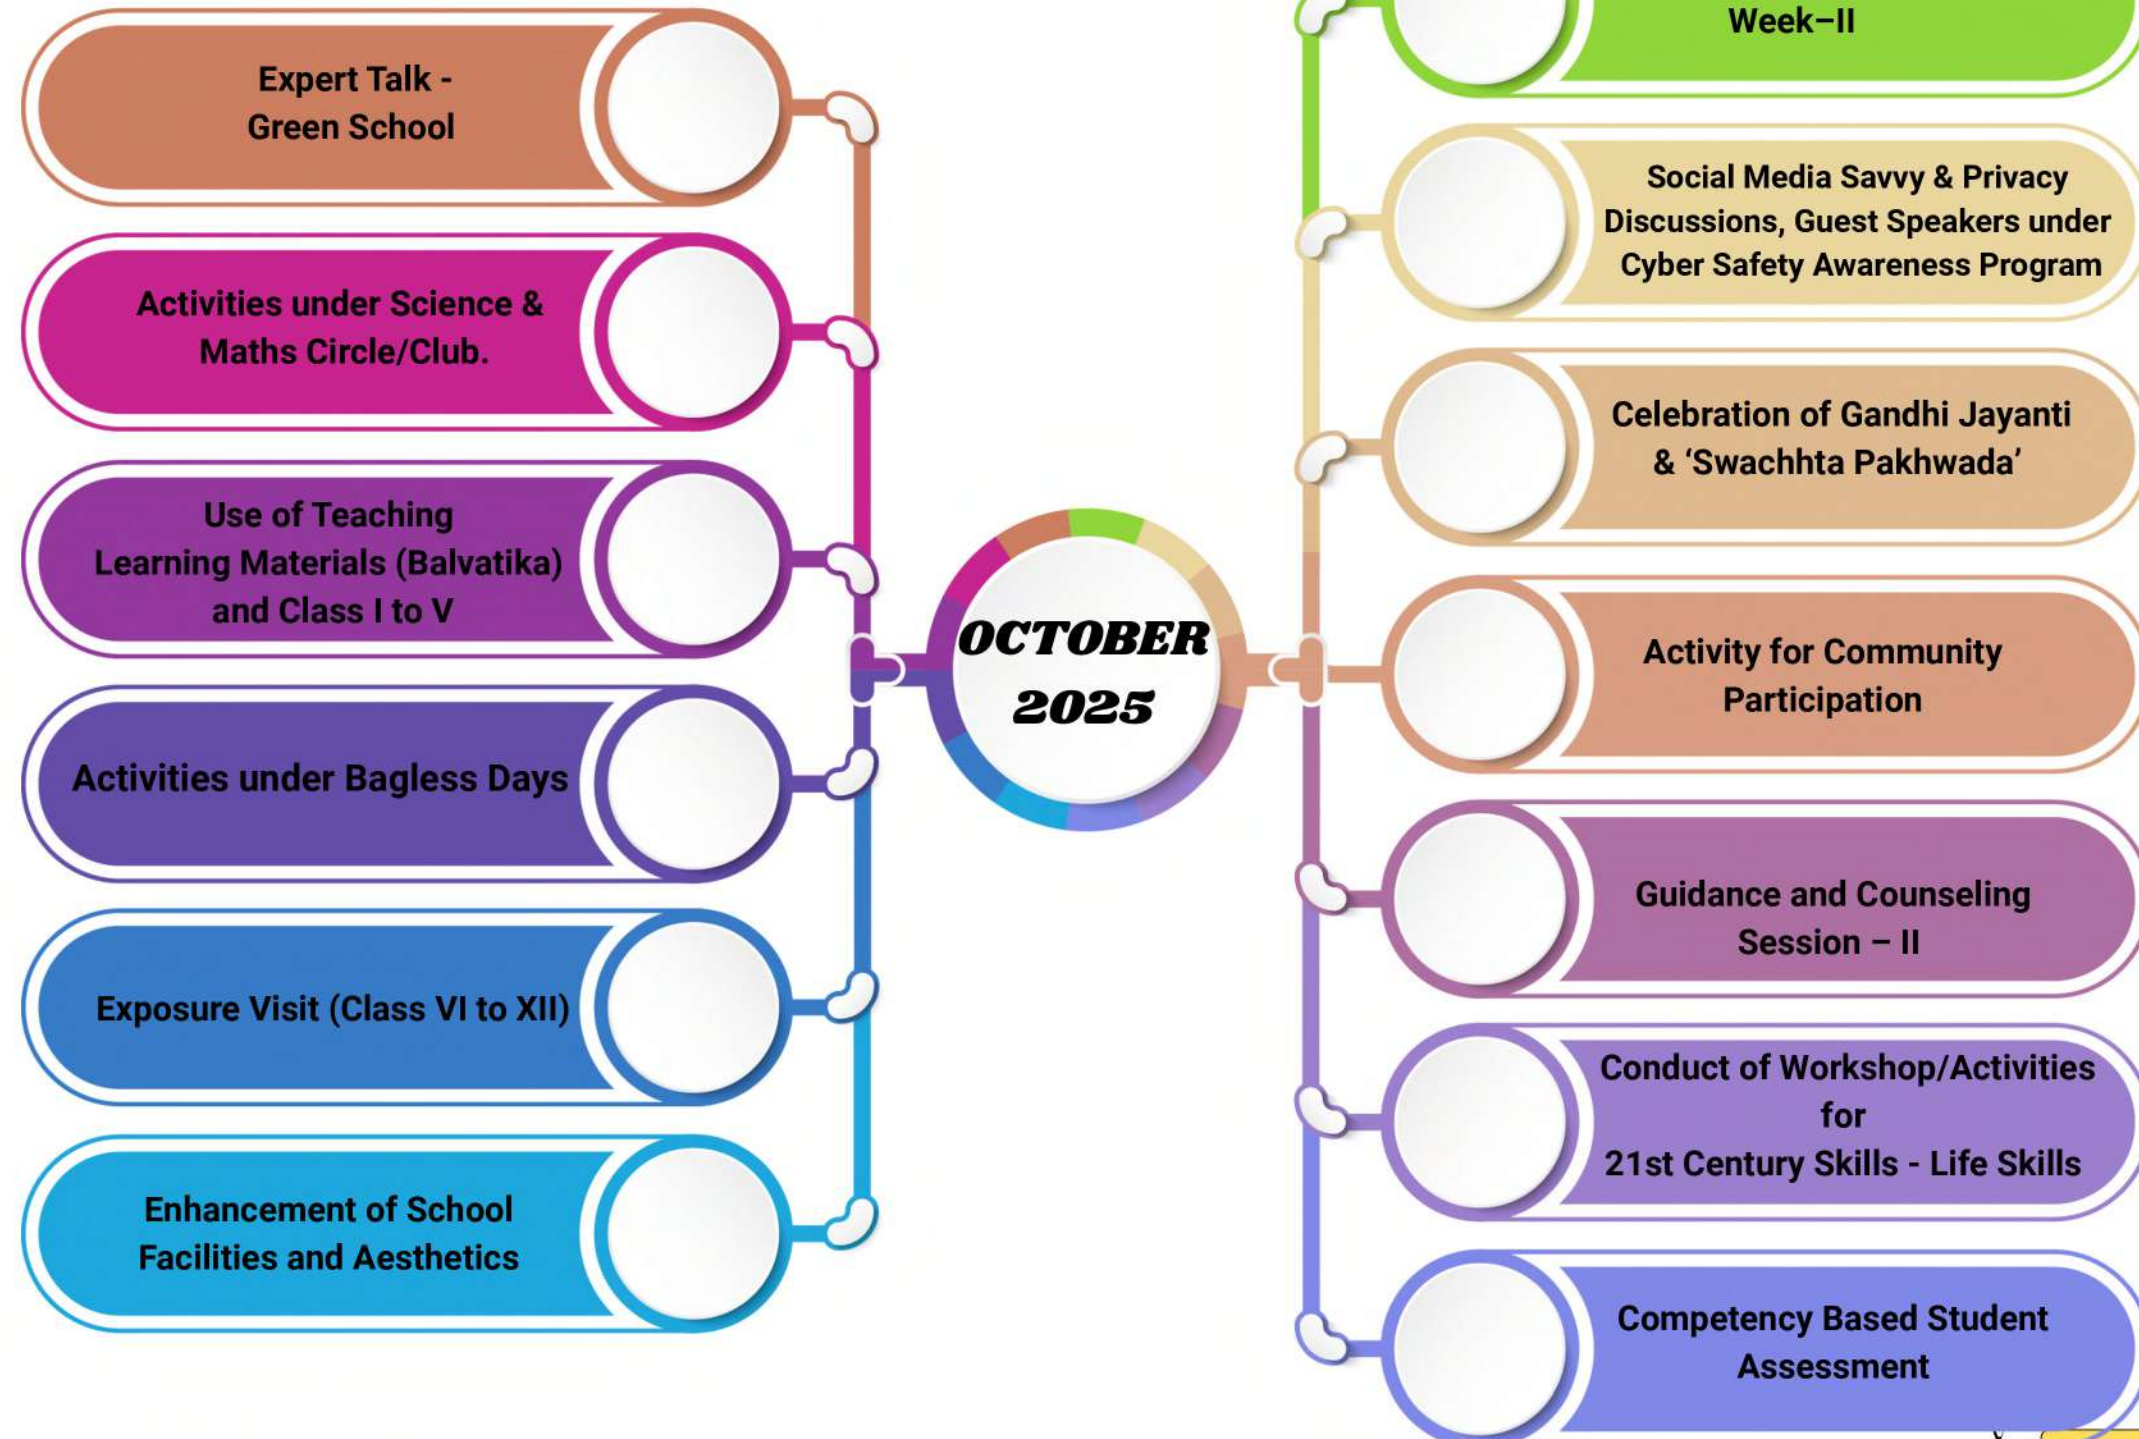 Expert Talk -
Green School
Activities under Science &
Maths Circle/Club.
Use of Teaching
Learning Materials (Balvatika)
and Class I to V
Activities under Bagless Days
Exposure Visit (Class VI to XII)
Enhancement of School
Facilities and Aesthetics
OCTOBER
2025
Week–II
Social Media Savvy & Privacy
Discussions, Guest Speakers under
Cyber Safety Awareness Program
Celebration of Gandhi Jayanti
& ‘Swachhta Pakhwada’
Activity for Community
Participation
Guidance and Counseling
Session – II
Conduct of Workshop/Activities
for
21st Century Skills - Life Skills
Competency Based Student
Assessment